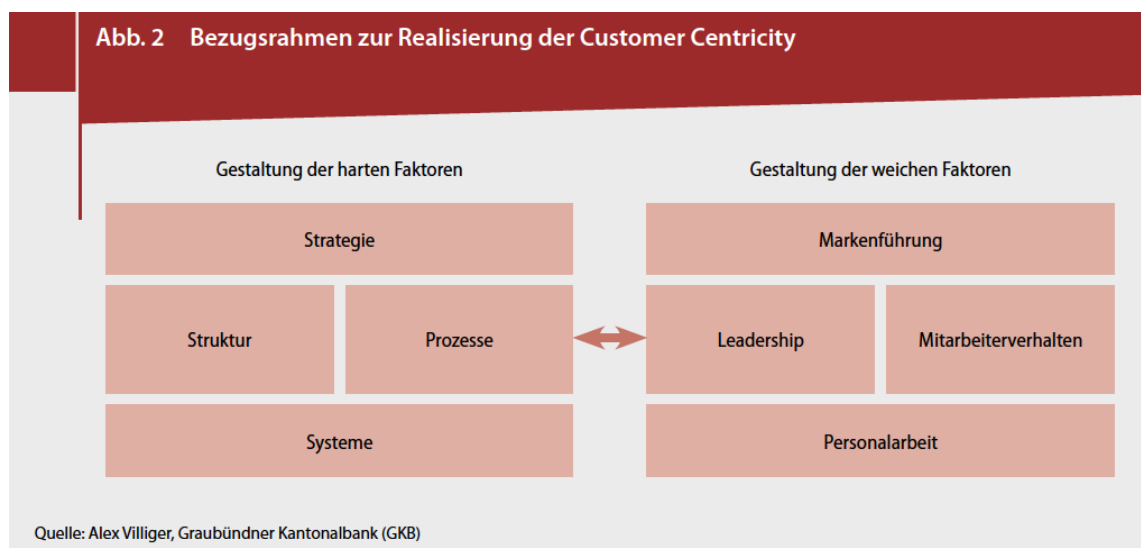 Abb. 2 Bezugsrahmen zur Realisierung der Customer Centricity
Gestaltung der harten Faktoren
Gestaltung der weichen Faktoren
Strategie
Markenführung
Struktur
Prozesse
Leadership
Mitarbeiterverhalten
Systeme
Personalarbeit
Quelle: Alex Villiger, Graubündner Kantonalbank (GKB)